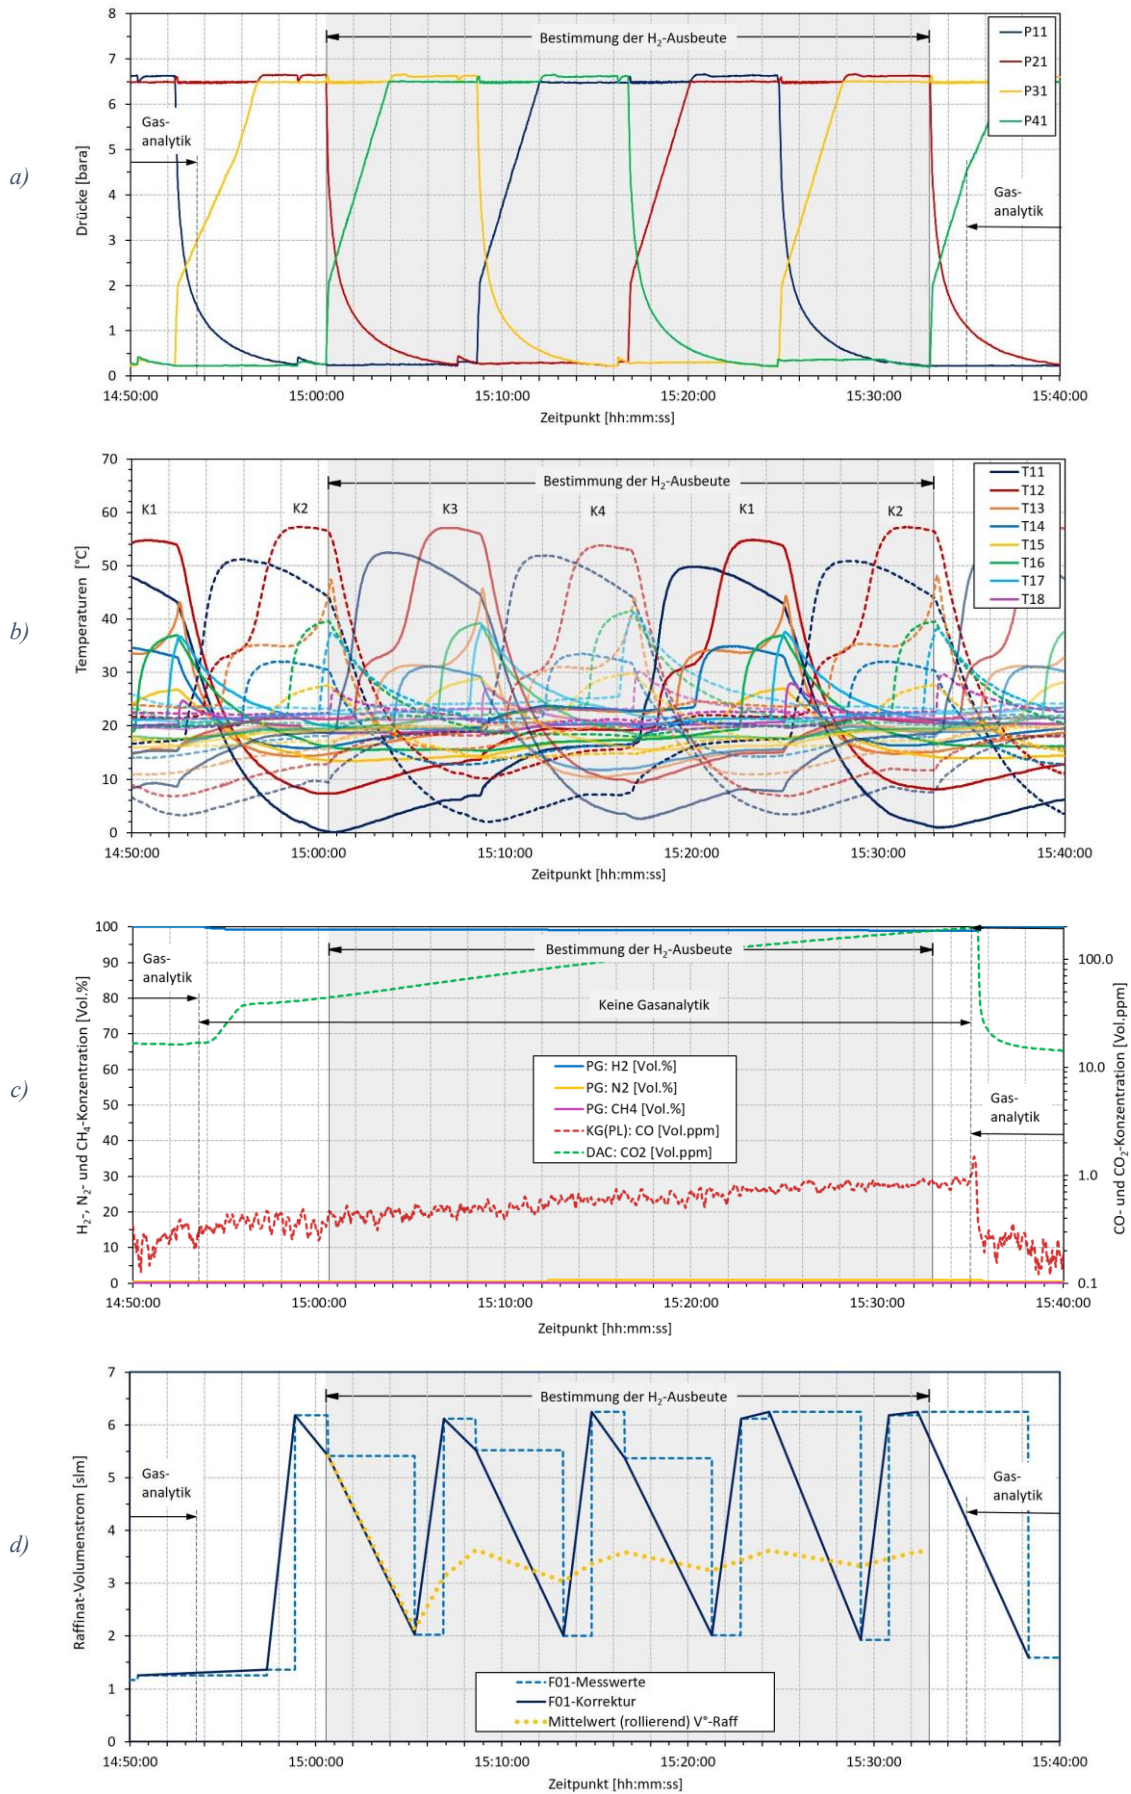 a)
Drücke [bara]
8
7
6
5
4
3
2
1
0
Bestimmung der H₂-Ausbeute
P11
P21
P31
P41
Gas-
analytik
Gas-
analytik
14:50:00 15:00:00 15:10:00 15:20:00 15:30:00 15:40:00
Zeitpunkt [hh:mm:ss]
b)
Temperaturen [°C]
70
60
50
40
30
20
10
0
Bestimmung der H₂-Ausbeute
K1 K2 K3 K4 K1 K2
T11
T12
T13
T14
T15
T16
T17
T18
14:50:00 15:00:00 15:10:00 15:20:00 15:30:00 15:40:00
Zeitpunkt [hh:mm:ss]
c)
H₂-, N₂- und CH₄-Konzentration [Vol.%]
100
90
80
70
60
50
40
30
20
10
0
Bestimmung der H₂-Ausbeute
Gas-
analytik
Keine Gasanalytik
PG: H2 [Vol.%]
PG: N2 [Vol.%]
PG: CH4 [Vol.%]
KG(PL): CO [Vol.ppm]
DAC: CO2 [Vol.ppm]
Gas-
analytik
100.0
10.0
1.0
0.1
CO- und CO₂-Konzentration [Vol.ppm]
14:50:00 15:00:00 15:10:00 15:20:00 15:30:00 15:40:00
Zeitpunkt [hh:mm:ss]
d)
Raffinat-Volumenstrom [slm]
7
6
5
4
3
2
1
0
Bestimmung der H₂-Ausbeute
Gas-
analytik
Gas-
analytik
F01-Messwerte
F01-Korrektur
Mittelwert (rollierend) V°-Raff
14:50:00 15:00:00 15:10:00 15:20:00 15:30:00 15:40:00
Zeitpunkt [hh:mm:ss]